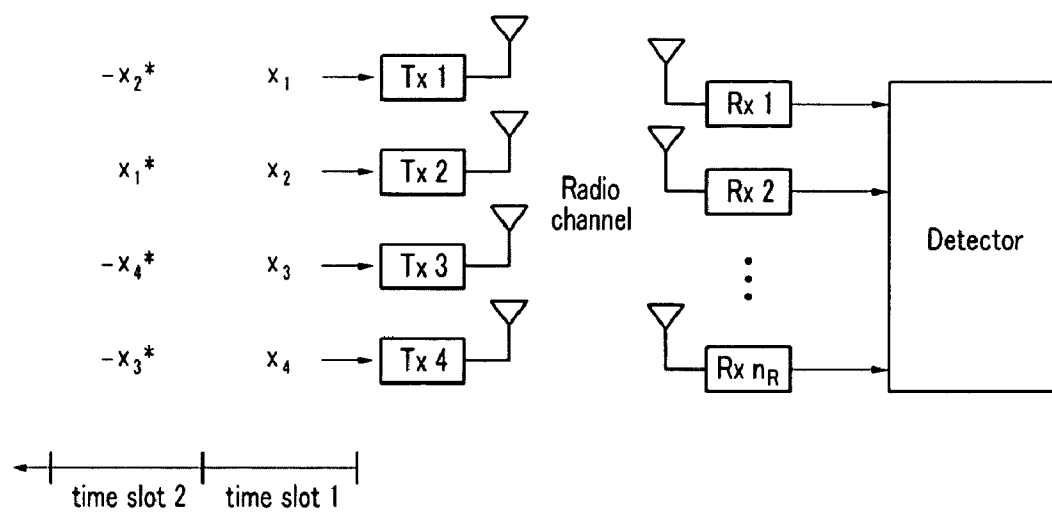 -x₂* x₁ Tx 1
x₁* x₂ Tx 2
-x₄* x₃ Tx 3
-x₃* x₄ Tx 4
Radio
channel
Rx 1
Rx 2
Rx n_R
Detector
time slot 2 time slot 1